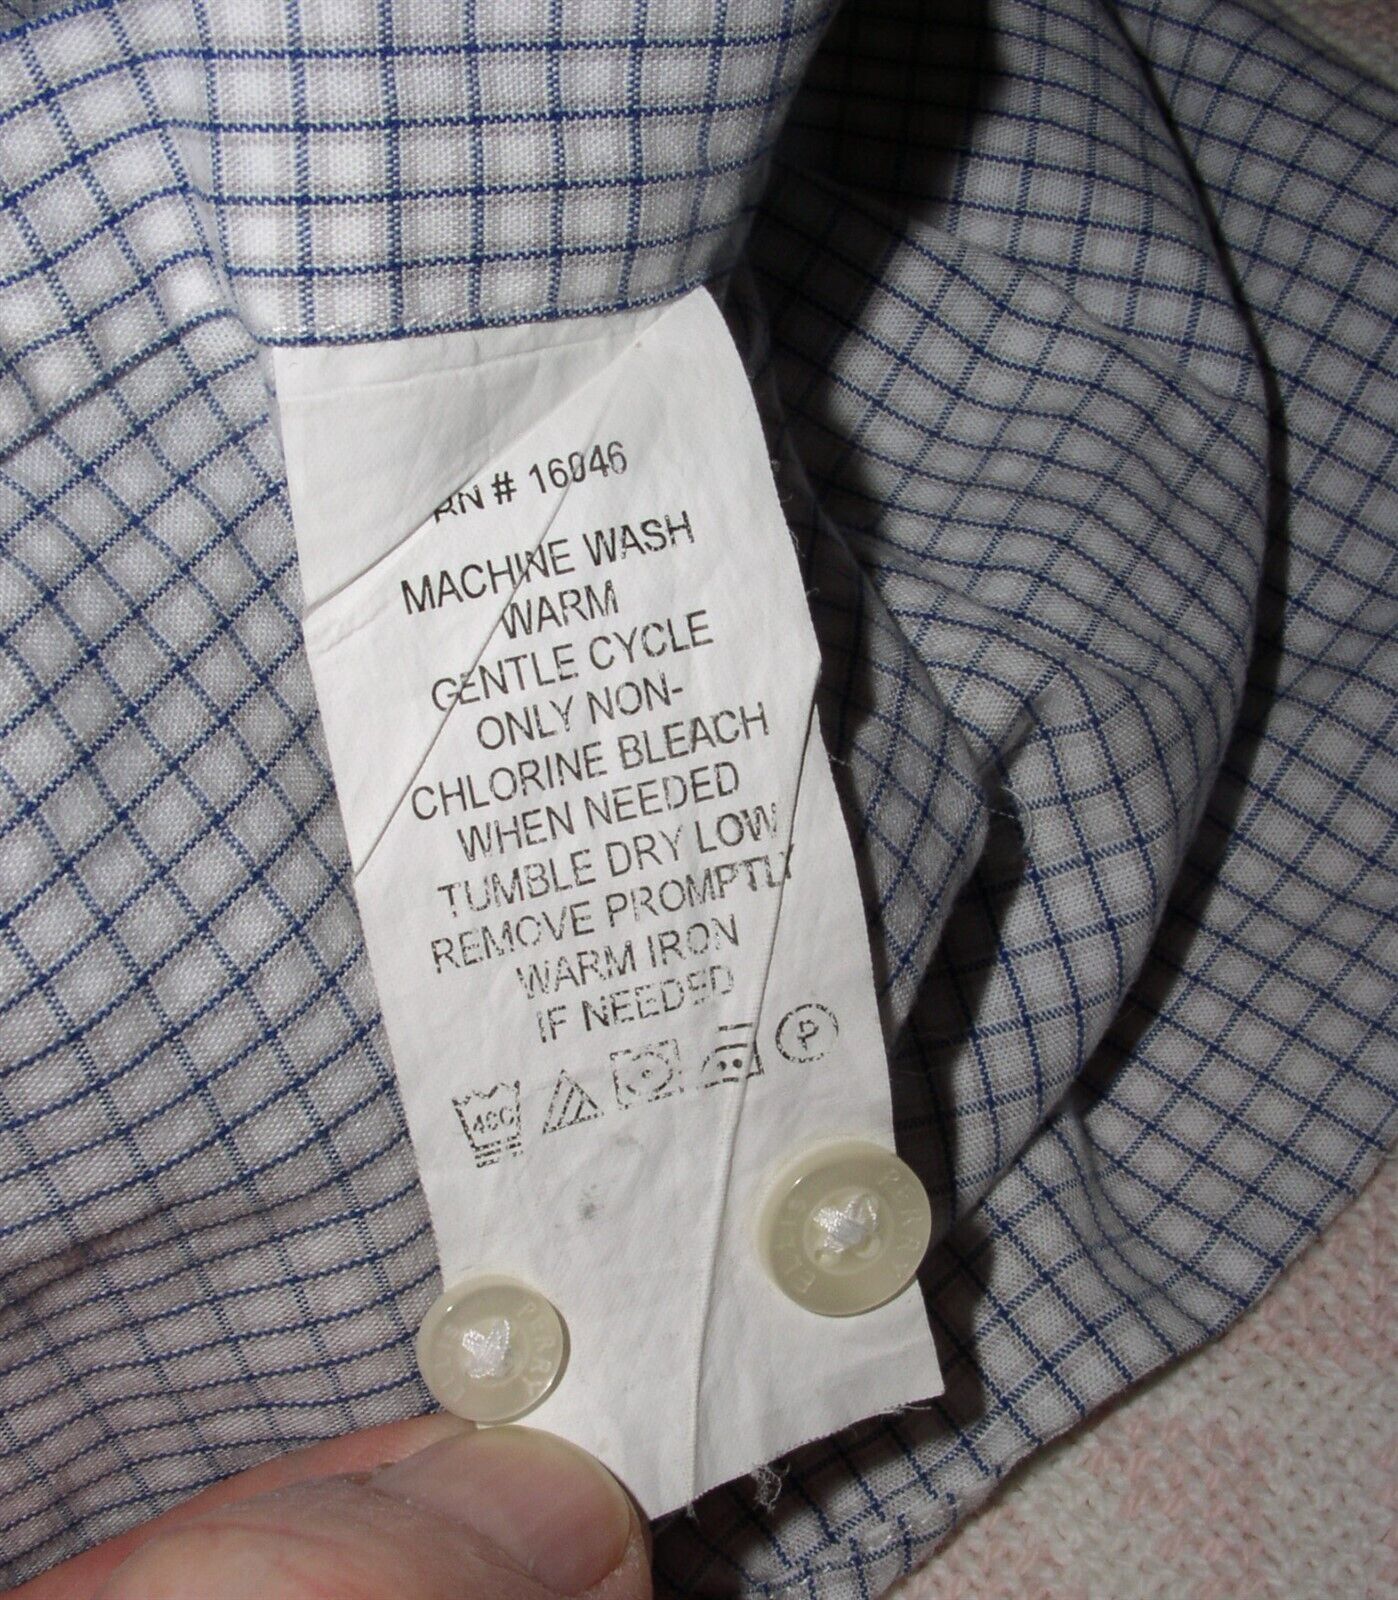 RN # 16046
MACHINE WASH
WARM
GENTLE CYCLE
ONLY NON-
CHLORINE BLEACH
WHEN NEEDED
TUMBLE DRY LOW
REMOVE PROMPTLY
WARM IRON
IF NEEDED
40C
P
ELLIS PERRY
PERRY